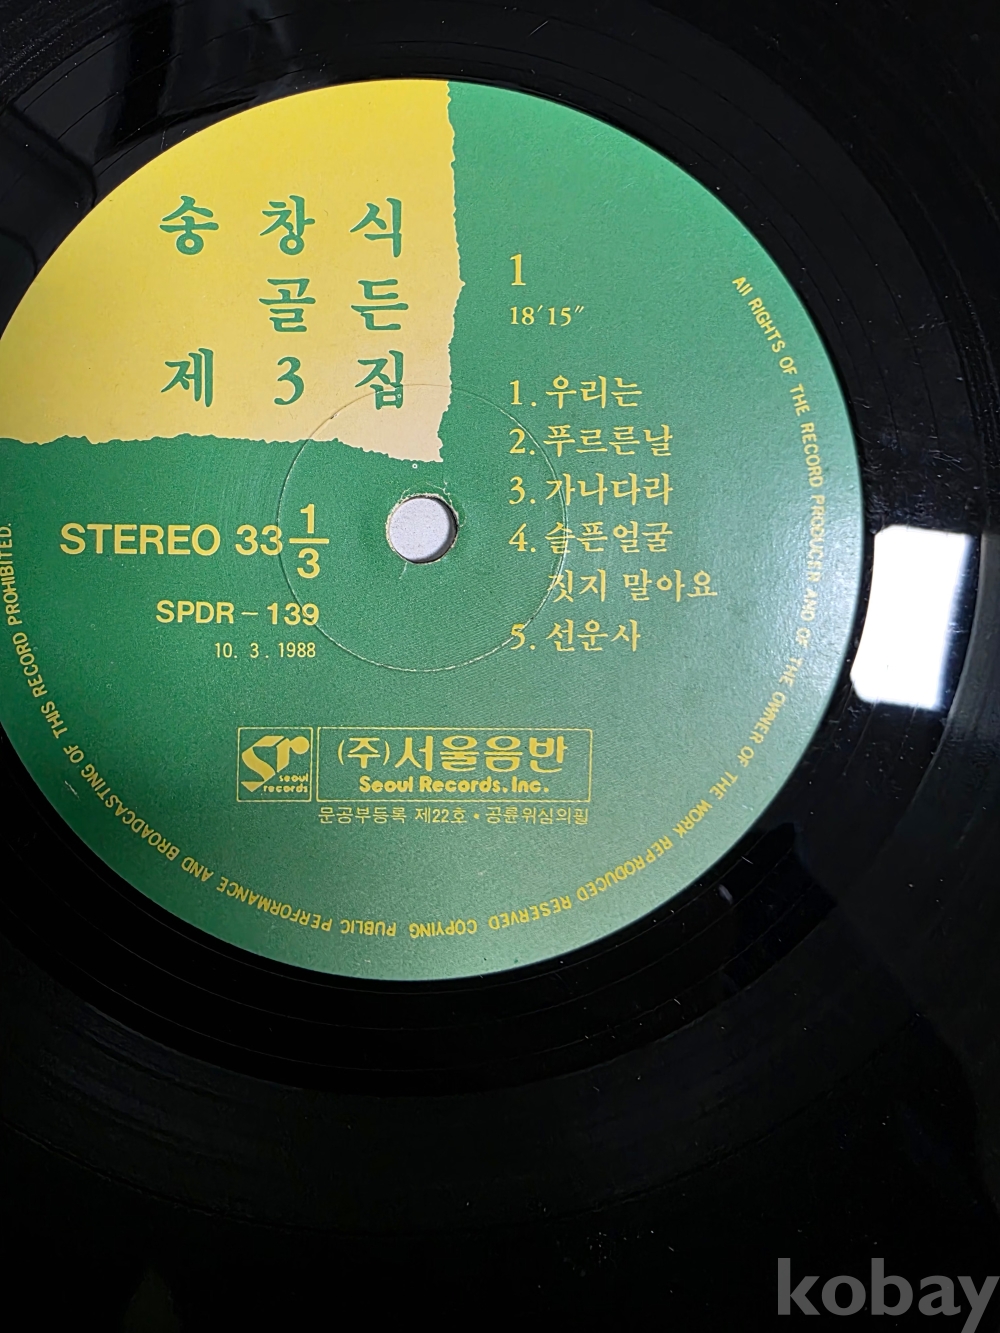 송 창 식
골 든
제 3 집
1
18′15″
1. 우리는
2. 푸르른날
3. 가나다라
4. 슬픈얼굴
짓지 말아요
5. 선운사
STEREO 33 1/3
SPDR－139
10. 3. 1988
Sr seoul records
(주)서울음반
Seoul Records, Inc.
문공부등록 제22호•공륜위심의필
All RIGHTS OF THE RECORD PRODUCER AND OF THE OWNER OF THE WORK REPRODUCED RESERVED COPYING PUBLIC PERFORMANCE AND BROADCASTING OF THIS RECORD PROHIBITED.
kobay